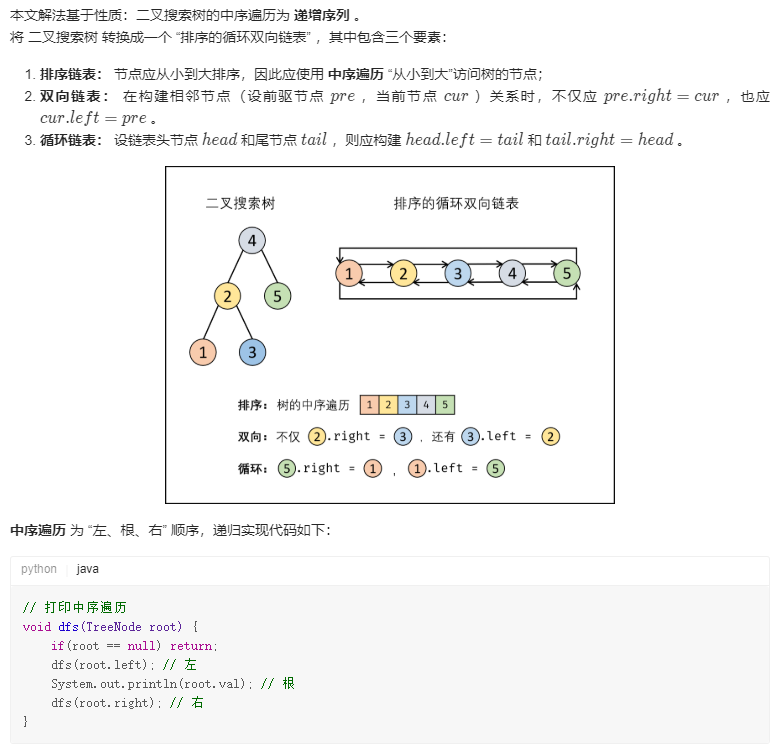 本文解法基于性质：二叉搜索树的中序遍历为 递增序列 。
将 二叉搜索树 转换成一个 “排序的循环双向链表” ，其中包含三个要素：
1. 排序链表： 节点应从小到大排序，因此应使用 中序遍历 “从小到大”访问树的节点；
2. 双向链表： 在构建相邻节点（设前驱节点 pre ，当前节点 cur ）关系时，不仅应 pre.right = cur ，也应
cur.left = pre 。
3. 循环链表： 设链表头节点 head 和尾节点 tail ，则应构建 head.left = tail 和 tail.right = head 。
二叉搜索树 排序的循环双向链表
4
2 5
1 3
1 2 3 4 5
排序： 树的中序遍历 1 2 3 4 5
双向： 不仅 2.right = 3 ，还有 3.left = 2
循环： 5.right = 1 ， 1.left = 5
中序遍历 为 “左、根、右” 顺序，递归实现代码如下：
python java
// 打印中序遍历
void dfs(TreeNode root) {
    if(root == null) return;
    dfs(root.left); // 左
    System.out.println(root.val); // 根
    dfs(root.right); // 右
}